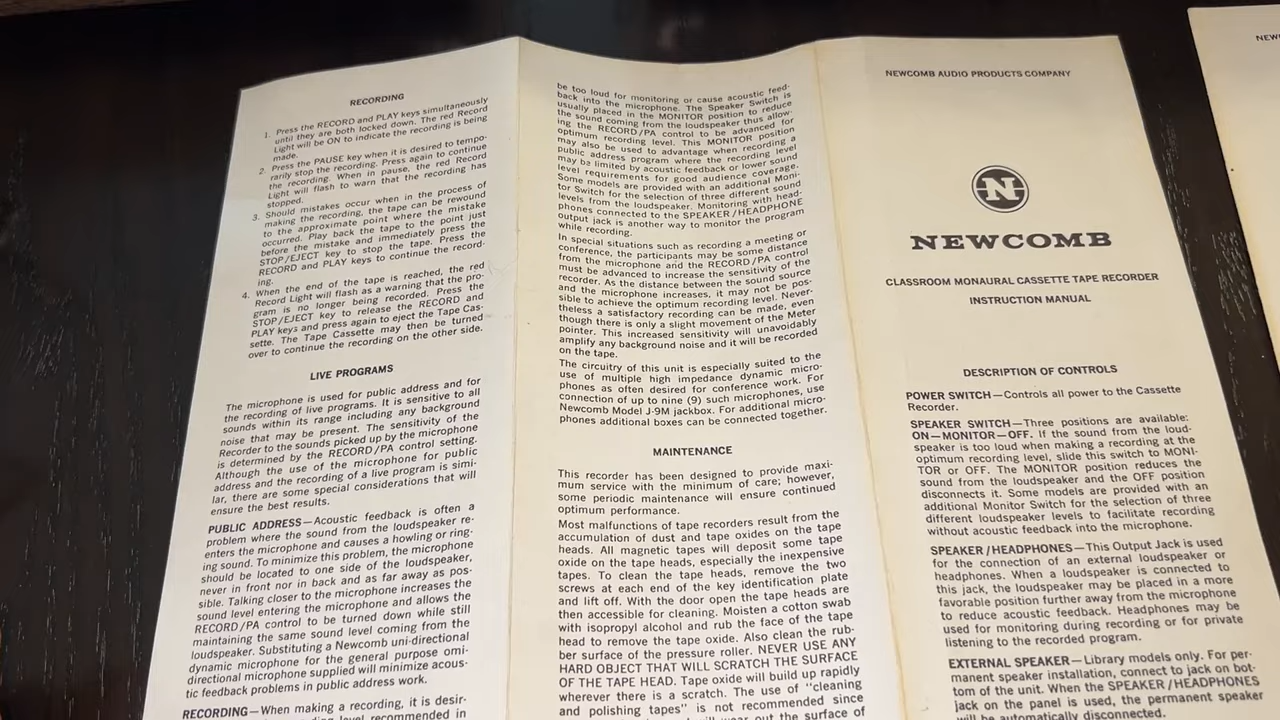 RECORDING
1. Press the RECORD and PLAY keys simultaneously
until they are both locked down. The red Record
Light will be ON to indicate the recording is being
made.
2. Press the PAUSE key when it is desired to tempo-
rarily stop the recording. Press again to continue
the recording. When in pause, the red Record
Light will flash to warn that the recording has
stopped.
3. Should mistakes occur when in the process of
making the recording, the tape can be rewound
to the approximate point where the mistake
occurred. Play back the tape to the point just
before the mistake and immediately press the
STOP/EJECT key to stop the tape. Press the
RECORD and PLAY keys to continue the record-
ing.
4. When the end of the tape is reached, the red
Record Light will flash as a warning that the pro-
gram is no longer being recorded. Press the
STOP/EJECT key to release the RECORD and
PLAY keys and press again to eject the Tape Cas-
sette. The Tape Cassette may then be turned
over to continue the recording on the other side.
LIVE PROGRAMS
The microphone is used for public address and for
the recording of live programs. It is sensitive to all
sounds within its range including any background
noise that may be present. The sensitivity of the
Recorder to the sounds picked up by the microphone
is determined by the RECORD/PA control setting.
Although the use of the microphone for public
address and the recording of a live program is simi-
lar, there are some special considerations that will
ensure the best results.
PUBLIC ADDRESS—Acoustic feedback is often a
problem where the sound from the loudspeaker re-
enters the microphone and causes a howling or ring-
ing sound. To minimize this problem, the microphone
should be located to one side of the loudspeaker,
never in front nor in back and as far away as pos-
sible. Talking closer to the microphone increases the
sound level entering the microphone and allows the
RECORD/PA control to be turned down while still
maintaining the same sound level coming from the
loudspeaker. Substituting a Newcomb uni-directional
dynamic microphone for the general purpose omni-
directional microphone supplied will minimize acous-
tic feedback problems in public address work.
RECORDING—When making a recording, it is desir-
level recommended in
be too loud for monitoring or cause acoustic feed-
back into the microphone. The Speaker Switch is
usually placed in the MONITOR position to reduce
the sound coming from the loudspeaker thus allow-
ing the RECORD/PA control to be advanced for
optimum recording level. This MONITOR position
may also be used to advantage when recording a
public address program where the recording level
may be limited by acoustic feedback or lower sound
level requirements for good audience coverage.
Some models are provided with an additional Moni-
tor Switch for the selection of three different sound
levels from the loudspeaker. Monitoring with head-
phones connected to the SPEAKER/HEADPHONE
output jack is another way to monitor the program
while recording.
In special situations such as recording a meeting or
conference, the participants may be some distance
from the microphone and the RECORD/PA control
must be advanced to increase the sensitivity of the
recorder. As the distance between the sound source
and the microphone increases, it may not be pos-
sible to achieve the optimum recording level. Never-
theless a satisfactory recording can be made, even
though there is only a slight movement of the Meter
pointer. This increased sensitivity will unavoidably
amplify any background noise and it will be recorded
on the tape.
The circuitry of this unit is especially suited to the
use of multiple high impedance dynamic micro-
phones as often desired for conference work. For
connection of up to nine (9) such microphones, use
Newcomb Model J-9M jackbox. For additional micro-
phones additional boxes can be connected together.
MAINTENANCE
This recorder has been designed to provide maxi-
mum service with the minimum of care; however,
some periodic maintenance will ensure continued
optimum performance.
Most malfunctions of tape recorders result from the
accumulation of dust and tape oxides on the tape
heads. All magnetic tapes will deposit some tape
oxide on the tape heads, especially the inexpensive
tapes. To clean the tape heads, remove the two
screws at each end of the key identification plate
and lift off. With the door open the tape heads are
then accessible for cleaning. Moisten a cotton swab
with isopropyl alcohol and rub the face of the tape
head to remove the tape oxide. Also clean the rub-
ber surface of the pressure roller. NEVER USE ANY
HARD OBJECT THAT WILL SCRATCH THE SURFACE
OF THE TAPE HEAD. Tape oxide will build up rapidly
wherever there is a scratch. The use of "cleaning
and polishing tapes" is not recommended since
will wear out the surface of
NEWCOMB AUDIO PRODUCTS COMPANY
N
NEWCOMB
CLASSROOM MONAURAL CASSETTE TAPE RECORDER
INSTRUCTION MANUAL
DESCRIPTION OF CONTROLS
POWER SWITCH—Controls all power to the Cassette
Recorder.
SPEAKER SWITCH—Three positions are available:
ON—MONITOR—OFF. If the sound from the loud-
speaker is too loud when making a recording at the
optimum recording level, slide this switch to MONI-
TOR or OFF. The MONITOR position reduces the
sound from the loudspeaker and the OFF position
disconnects it. Some models are provided with an
additional Monitor Switch for the selection of three
different loudspeaker levels to facilitate recording
without acoustic feedback into the microphone.
SPEAKER/HEADPHONES—This Output Jack is used
for the connection of an external loudspeaker or
headphones. When a loudspeaker is connected to
this jack, the loudspeaker may be placed in a more
favorable position further away from the microphone
to reduce acoustic feedback. Headphones may be
used for monitoring during recording or for private
listening to the recorded program.
EXTERNAL SPEAKER—Library models only. For per-
manent speaker installation, connect to jack on bot-
tom of the unit. When the SPEAKER/HEADPHONES
jack on the panel is used, the permanent speaker
will be automatically disconnected.